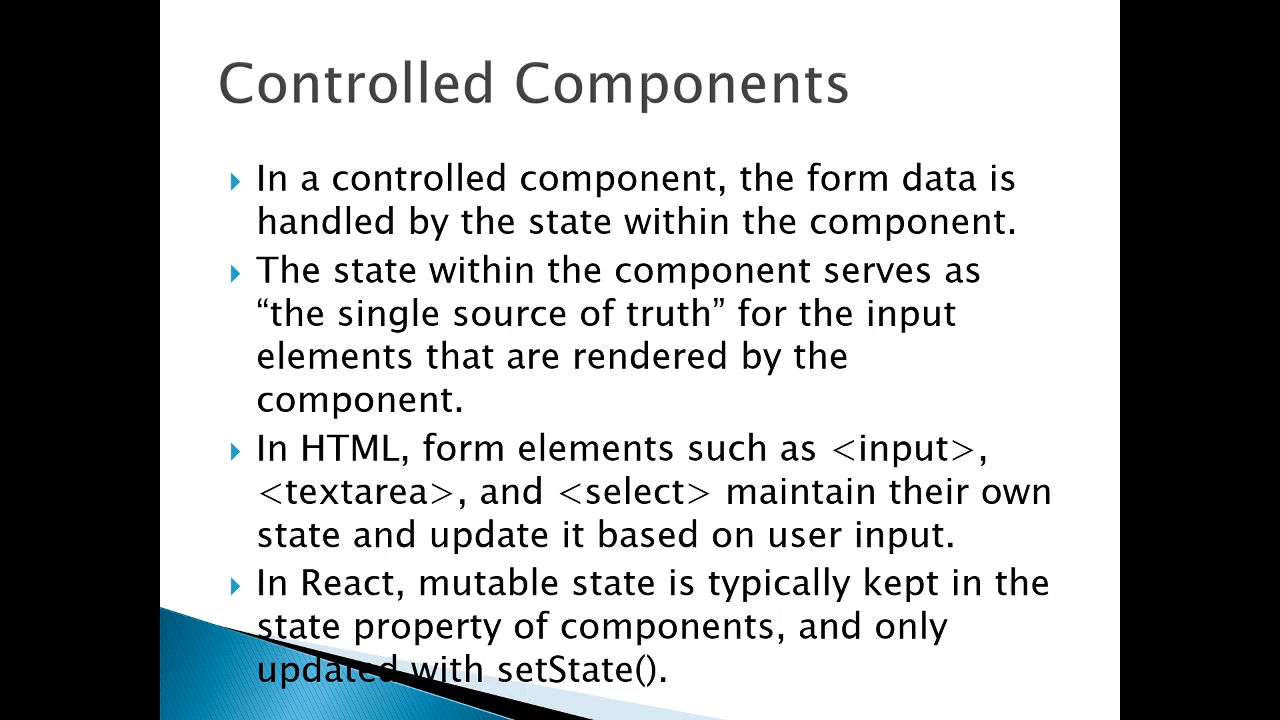 Controlled Components
In a controlled component, the form data is
handled by the state within the component.
The state within the component serves as
“the single source of truth” for the input
elements that are rendered by the
component.
In HTML, form elements such as <input>,
<textarea>, and <select> maintain their own
state and update it based on user input.
In React, mutable state is typically kept in the
state property of components, and only
updated with setState().